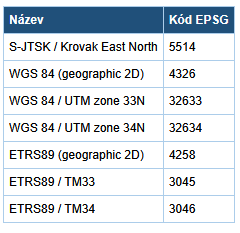 Název Kód EPSG
S-JTSK / Krovak East North 5514
WGS 84 (geographic 2D) 4326
WGS 84 / UTM zone 33N 32633
WGS 84 / UTM zone 34N 32634
ETRS89 (geographic 2D) 4258
ETRS89 / TM33 3045
ETRS89 / TM34 3046